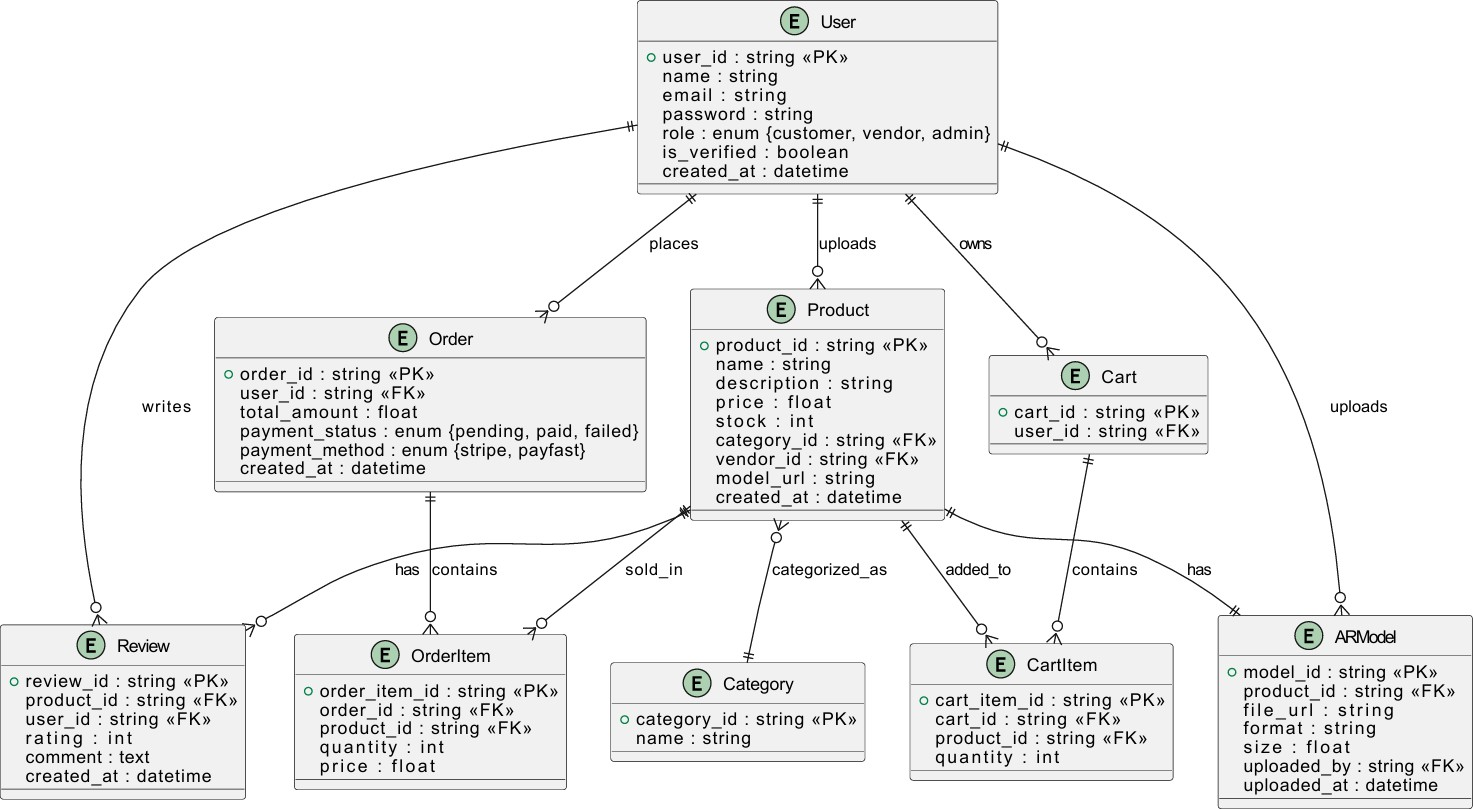 E User
user_id : string «PK»
name : string
email : string
password : string
role : enum {customer, vendor, admin}
is_verified : boolean
created_at : datetime
places
uploads
owns
writes
uploads
E Order
order_id : string «PK»
user_id : string «FK»
total_amount : float
payment_status : enum {pending, paid, failed}
payment_method : enum {stripe, payfast}
created_at : datetime
E Product
product_id : string «PK»
name : string
description : string
price : float
stock : int
category_id : string «FK»
vendor_id : string «FK»
model_url : string
created_at : datetime
E Cart
cart_id : string «PK»
user_id : string «FK»
has
contains
sold_in
categorized_as
added_to
contains
has
E Review
review_id : string «PK»
product_id : string «FK»
user_id : string «FK»
rating : int
comment : text
created_at : datetime
E OrderItem
order_item_id : string «PK»
order_id : string «FK»
product_id : string «FK»
quantity : int
price : float
E Category
category_id : string «PK»
name : string
E CartItem
cart_item_id : string «PK»
cart_id : string «FK»
product_id : string «FK»
quantity : int
E ARModel
model_id : string «PK»
product_id : string «FK»
file_url : string
format : string
size : float
uploaded_by : string «FK»
uploaded_at : datetime